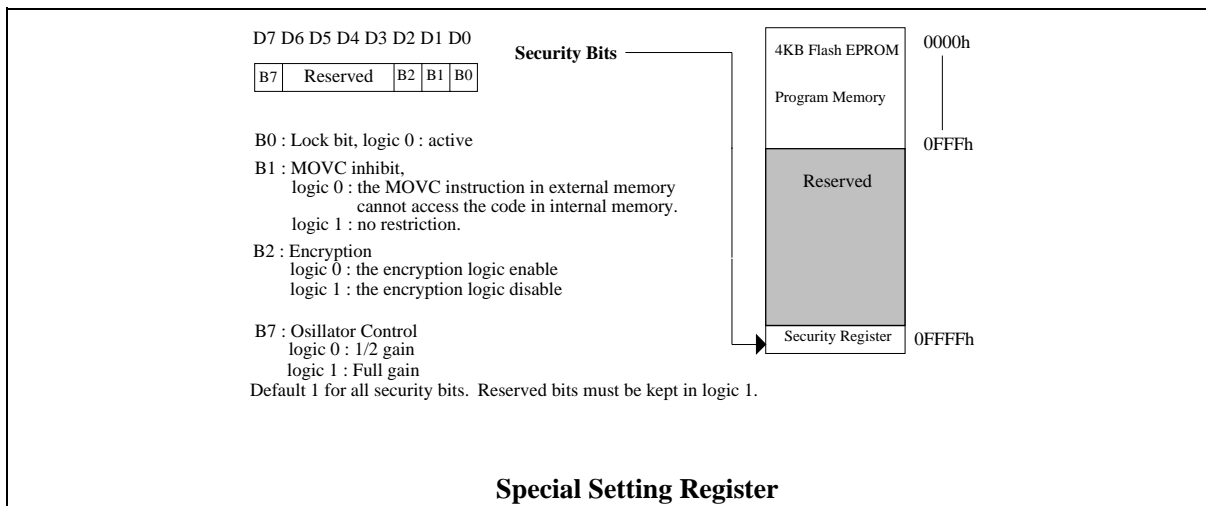 D7 D6 D5 D4 D3 D2 D1 D0
B7 Reserved B2 B1 B0
Security Bits
4KB Flash EPROM
Program Memory
0000h
0FFFh
Reserved
Security Register
0FFFFh
B0 : Lock bit, logic 0 : active
B1 : MOVC inhibit,
logic 0 : the MOVC instruction in external memory
cannot access the code in internal memory.
logic 1 : no restriction.
B2 : Encryption
logic 0 : the encryption logic enable
logic 1 : the encryption logic disable
B7 : Osillator Control
logic 0 : 1/2 gain
logic 1 : Full gain
Default 1 for all security bits. Reserved bits must be kept in logic 1.
Special Setting Register